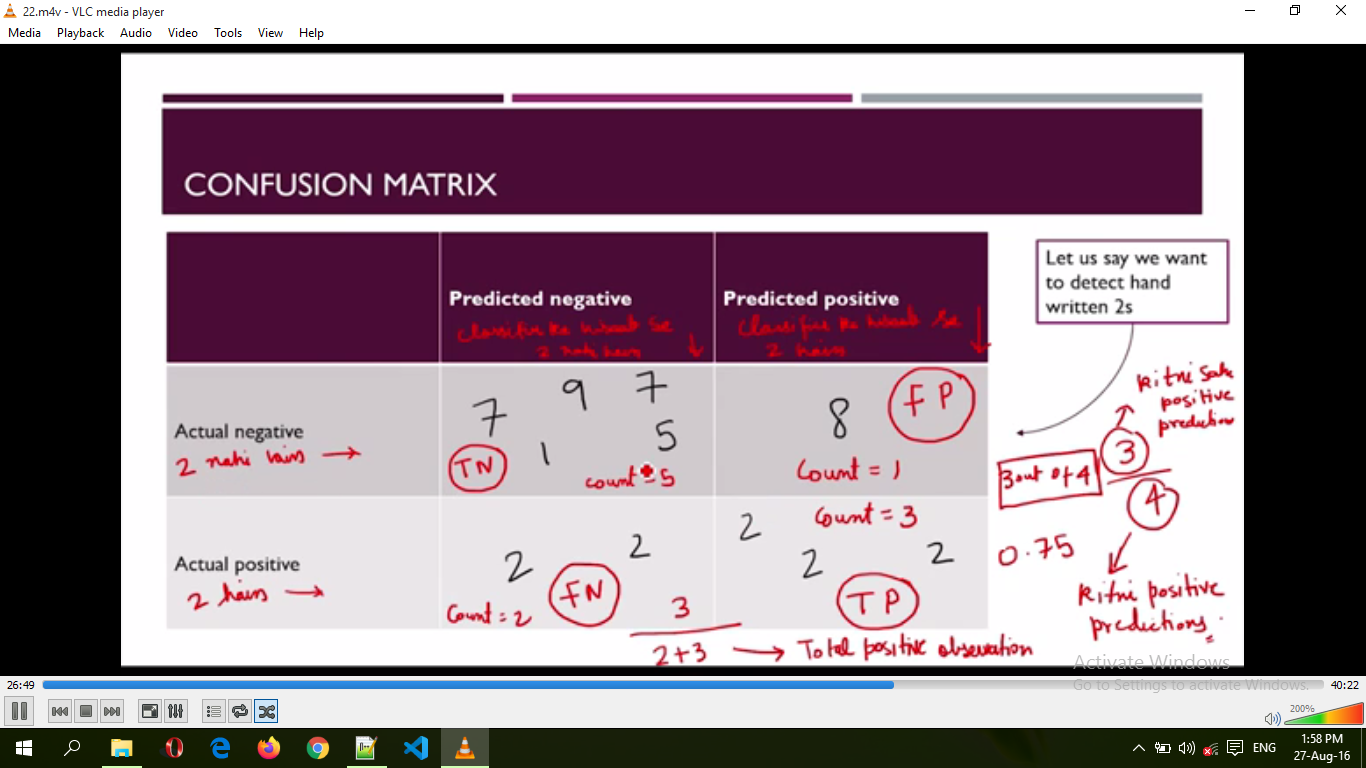 22.m4v - VLC media player
Media Playback Audio Video Tools View Help
CONFUSION MATRIX
Predicted negative
Predicted positive
Let us say we want
to detect hand
written 2s
2 hain
Actual negative
2 nahi
7 9 7
1 5
TN
count = 5
8
FP
Count = 1
3 out of 4
3
4
Kitni
positive
prediction
0.75
Kitni positive
predictions
Actual positive
2 hain
2 2
FN
Count = 2
Count = 3
2 2 2
TP
3
2+3
Total positive observation
Activate Windows
Go to Settings to activate Windows.
26:49
40:22
200%
ENG
1:58 PM
27-Aug-16